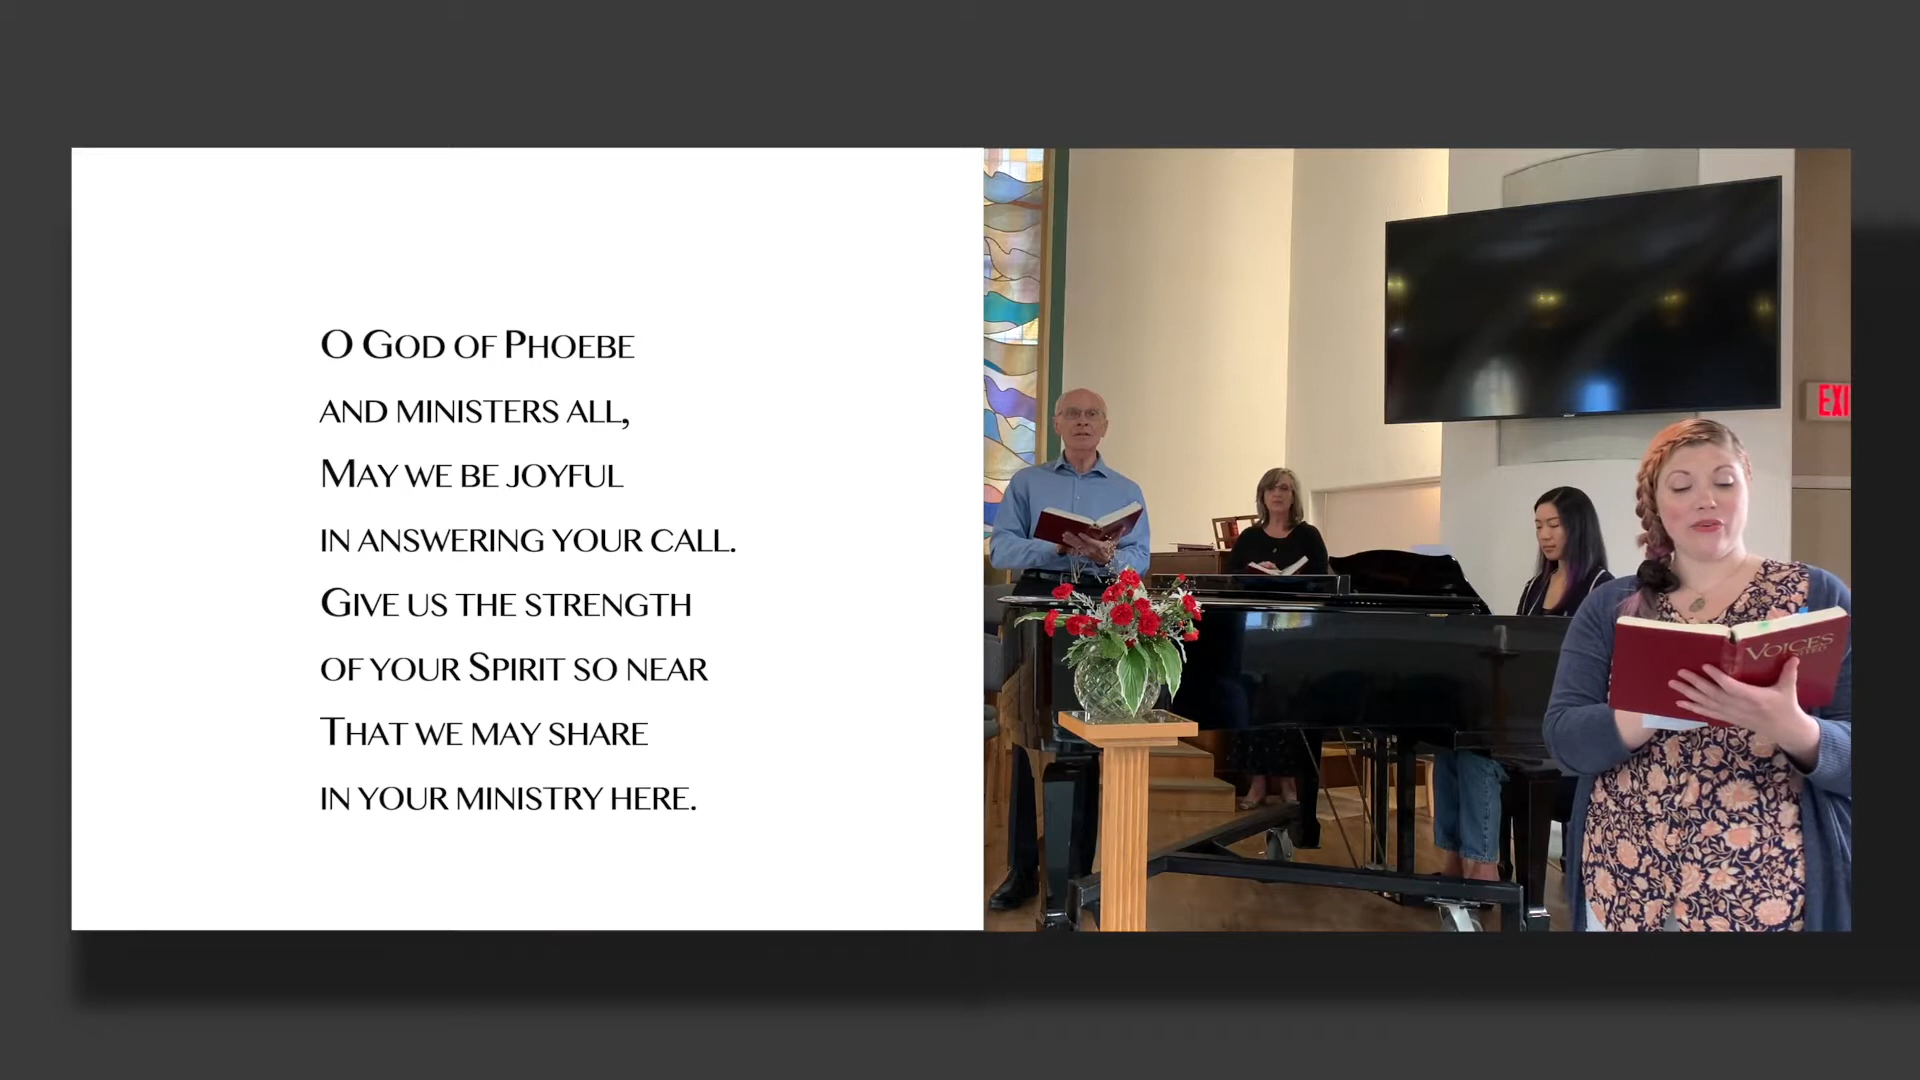 O God of Phoebe
and ministers all,
May we be joyful
in answering your call.
Give us the strength
of your Spirit so near
That we may share
in your ministry here.
EXI
VOICES
UNITED